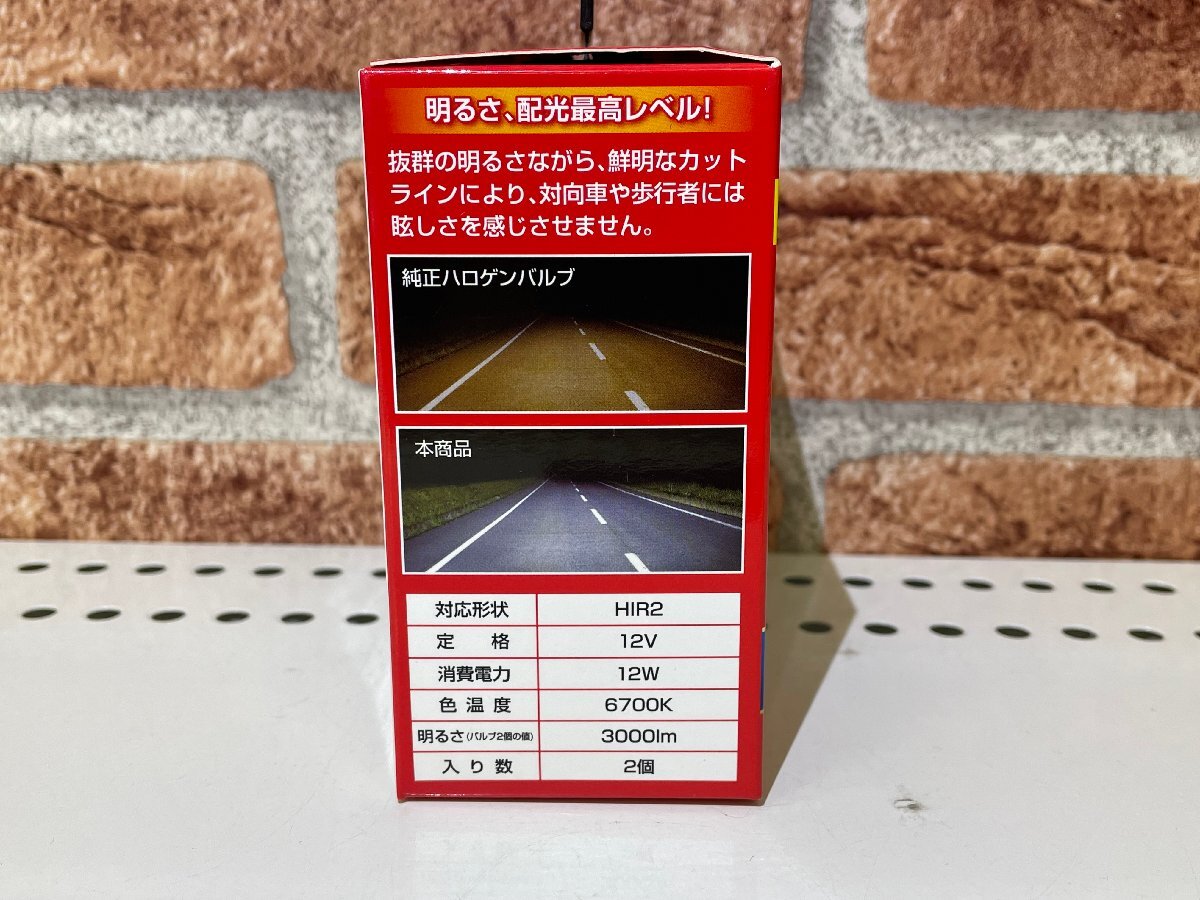 明るさ、配光最高レベル!
抜群の明るさながら、鮮明なカット
ラインにより、対向車や歩行者には
眩しさを感じさせません。
純正ハロゲンバルブ
本商品
対応形状 HIR2
定格 12V
消費電力 12W
色温度 6700K
明るさ(バルブ2個の値) 3000lm
入り数 2個